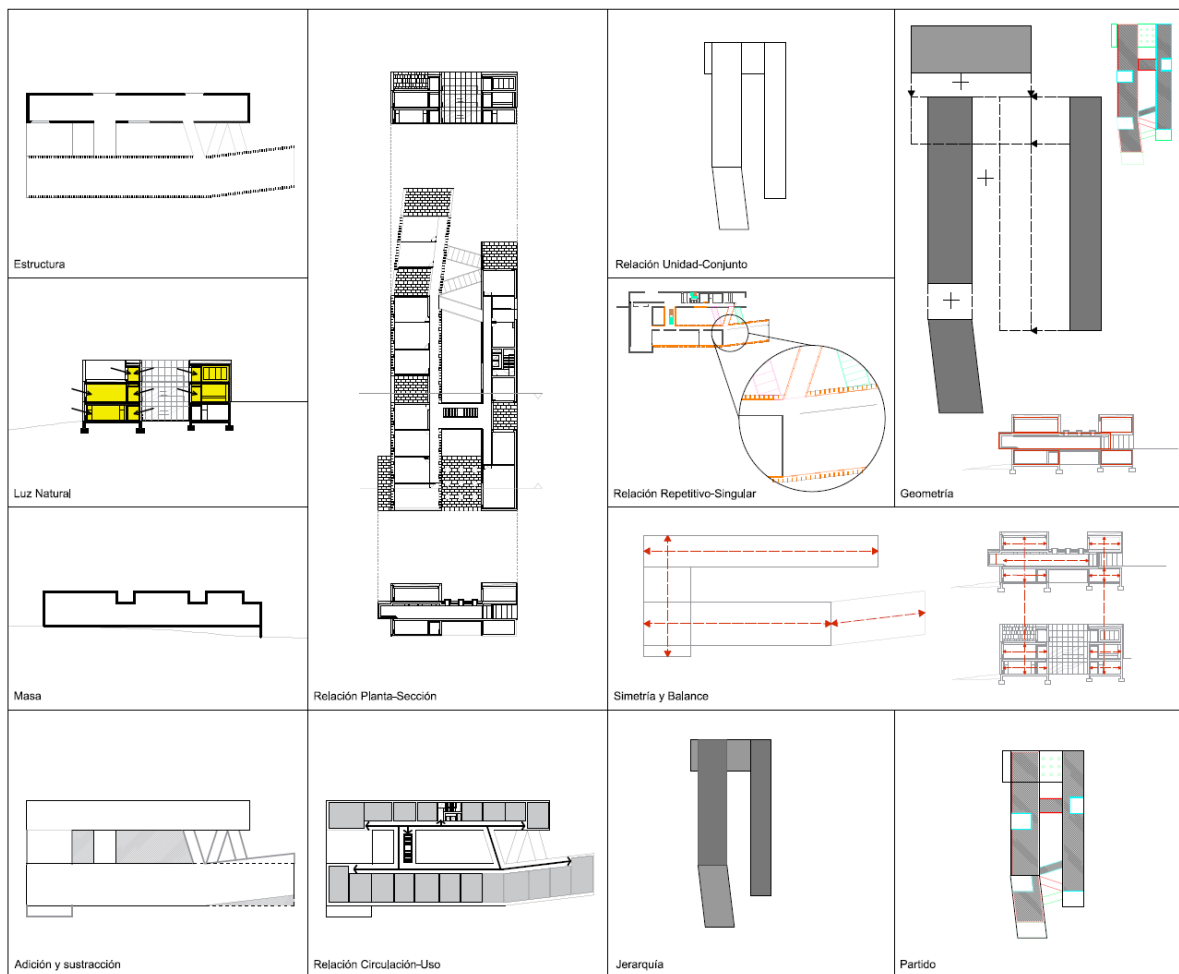 Estructura
Relación Unidad-Conjunto
Luz Natural
Relación Repetitivo-Singular
Geometría
Masa
Relación Planta-Sección
Simetría y Balance
Adición y sustracción
Relación Circulación-Uso
Jerarquía
Partido